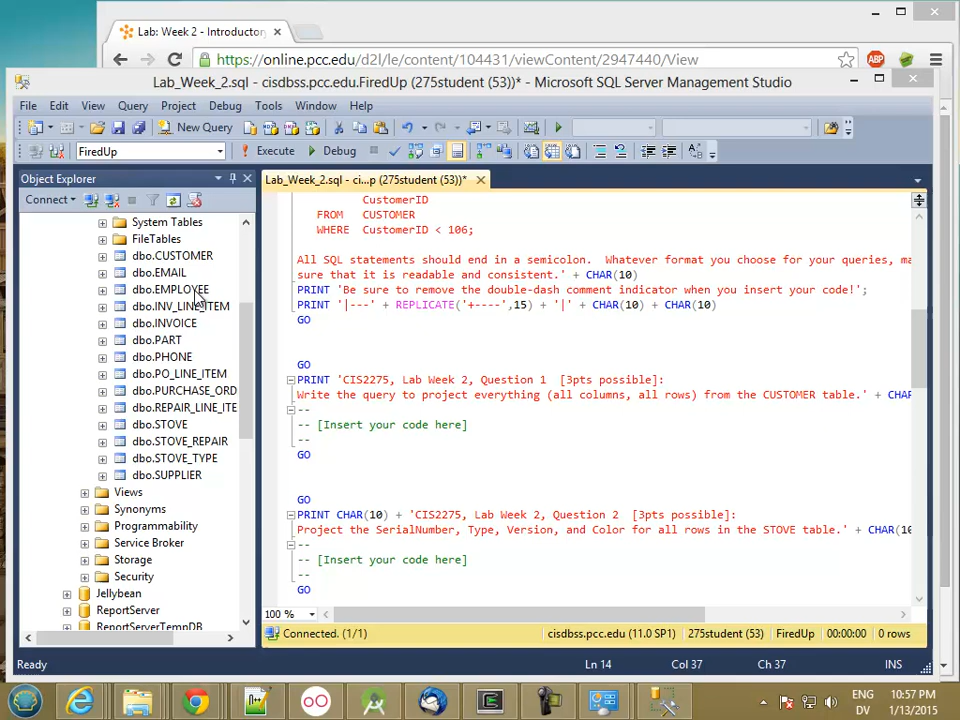 Lab: Week 2 - Introductory
https://online.pcc.edu/d2l/le/content/104431/viewContent/2947440/View
ABP
Lab_Week_2.sql - cisdbss.pcc.edu.FiredUp (275student (53))* - Microsoft SQL Server Management Studio
File Edit View Query Project Debug Tools Window Help
New Query
FiredUp
Execute
Debug
Object Explorer
Lab_Week_2.sql - ci...p (275student (53))*
Connect
System Tables
FileTables
dbo.CUSTOMER
dbo.EMAIL
dbo.EMPLOYEE
dbo.INV_LINE_ITEM
dbo.INVOICE
dbo.PART
dbo.PHONE
dbo.PO_LINE_ITEM
dbo.PURCHASE_ORD
dbo.REPAIR_LINE_ITE
dbo.STOVE
dbo.STOVE_REPAIR
dbo.STOVE_TYPE
dbo.SUPPLIER
Views
Synonyms
Programmability
Service Broker
Storage
Security
Jellybean
ReportServer
ReportServerTempDB
CustomerID
FROM CUSTOMER
WHERE CustomerID < 106;
All SQL statements should end in a semicolon. Whatever format you choose for your queries, ma
sure that it is readable and consistent.' + CHAR(10)
PRINT 'Be sure to remove the double-dash comment indicator when you insert your code!';
PRINT '|---' + REPLICATE('+----',15) + '|' + CHAR(10) + CHAR(10)
GO
GO
PRINT 'CIS2275, Lab Week 2, Question 1 [3pts possible]:
Write the query to project everything (all columns, all rows) from the CUSTOMER table.' + CHAR
--
-- [Insert your code here]
--
GO
GO
PRINT CHAR(10) + 'CIS2275, Lab Week 2, Question 2 [3pts possible]:
Project the SerialNumber, Type, Version, and Color for all rows in the STOVE table.' + CHAR(10
--
-- [Insert your code here]
--
GO
100 %
Connected. (1/1)
cisdbss.pcc.edu (11.0 SP1)
275student (53)
FiredUp
00:00:00
0 rows
Ready
Ln 14
Col 37
Ch 37
INS
ENG
DV
10:57 PM
1/13/2015